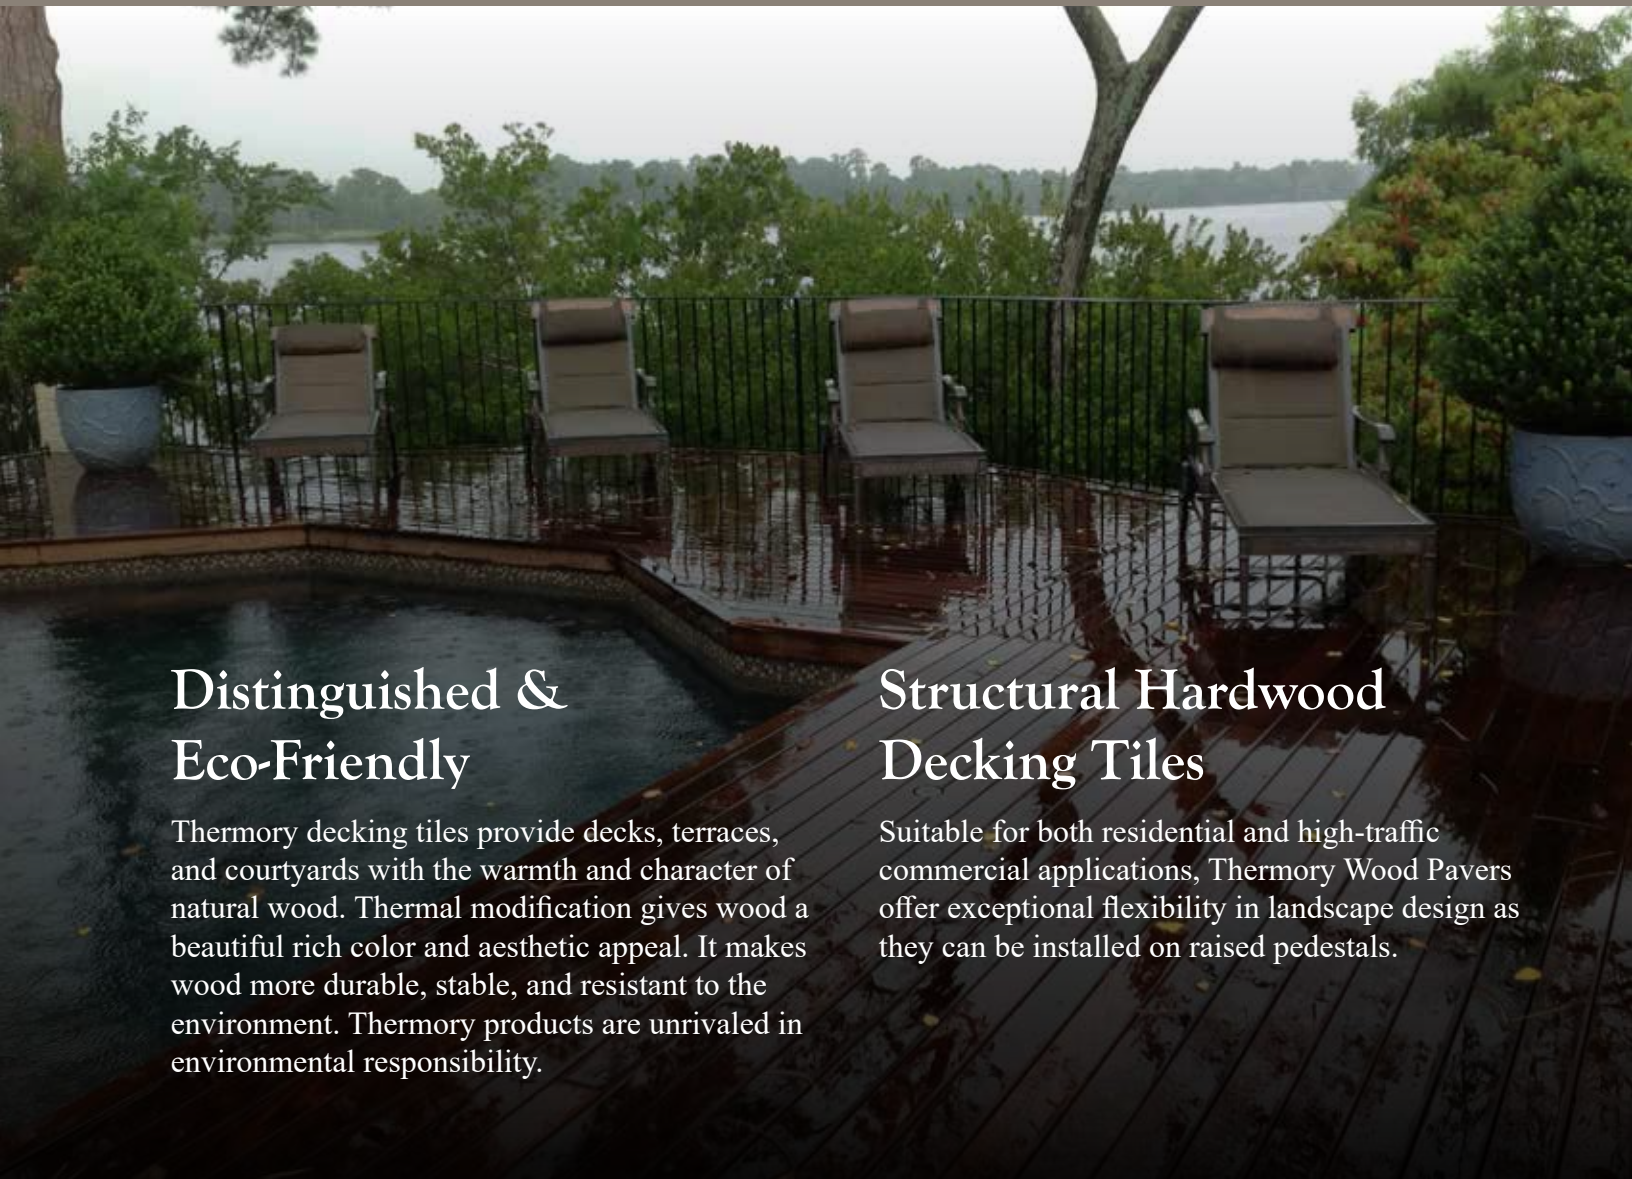 Distinguished &
Eco-Friendly
Thermory decking tiles provide decks, terraces,
and courtyards with the warmth and character of
natural wood. Thermal modification gives wood a
beautiful rich color and aesthetic appeal. It makes
wood more durable, stable, and resistant to the
environment. Thermory products are unrivaled in
environmental responsibility.
Structural Hardwood
Decking Tiles
Suitable for both residential and high-traffic
commercial applications, Thermory Wood Pavers
offer exceptional flexibility in landscape design as
they can be installed on raised pedestals.